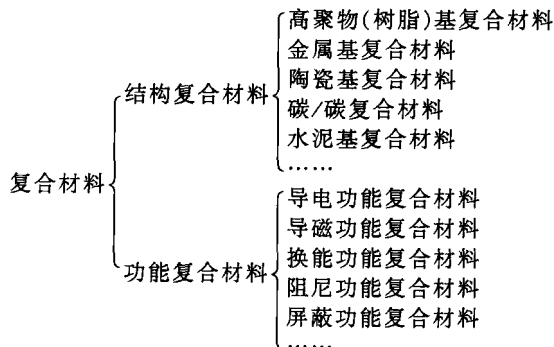 高聚物(树脂)基复合材料
金属基复合材料
结构复合材料
陶瓷基复合材料
碳/碳复合材料
水泥基复合材料
……
复合材料
导电功能复合材料
导磁功能复合材料
功能复合材料
换能功能复合材料
阻尼功能复合材料
屏蔽功能复合材料
……